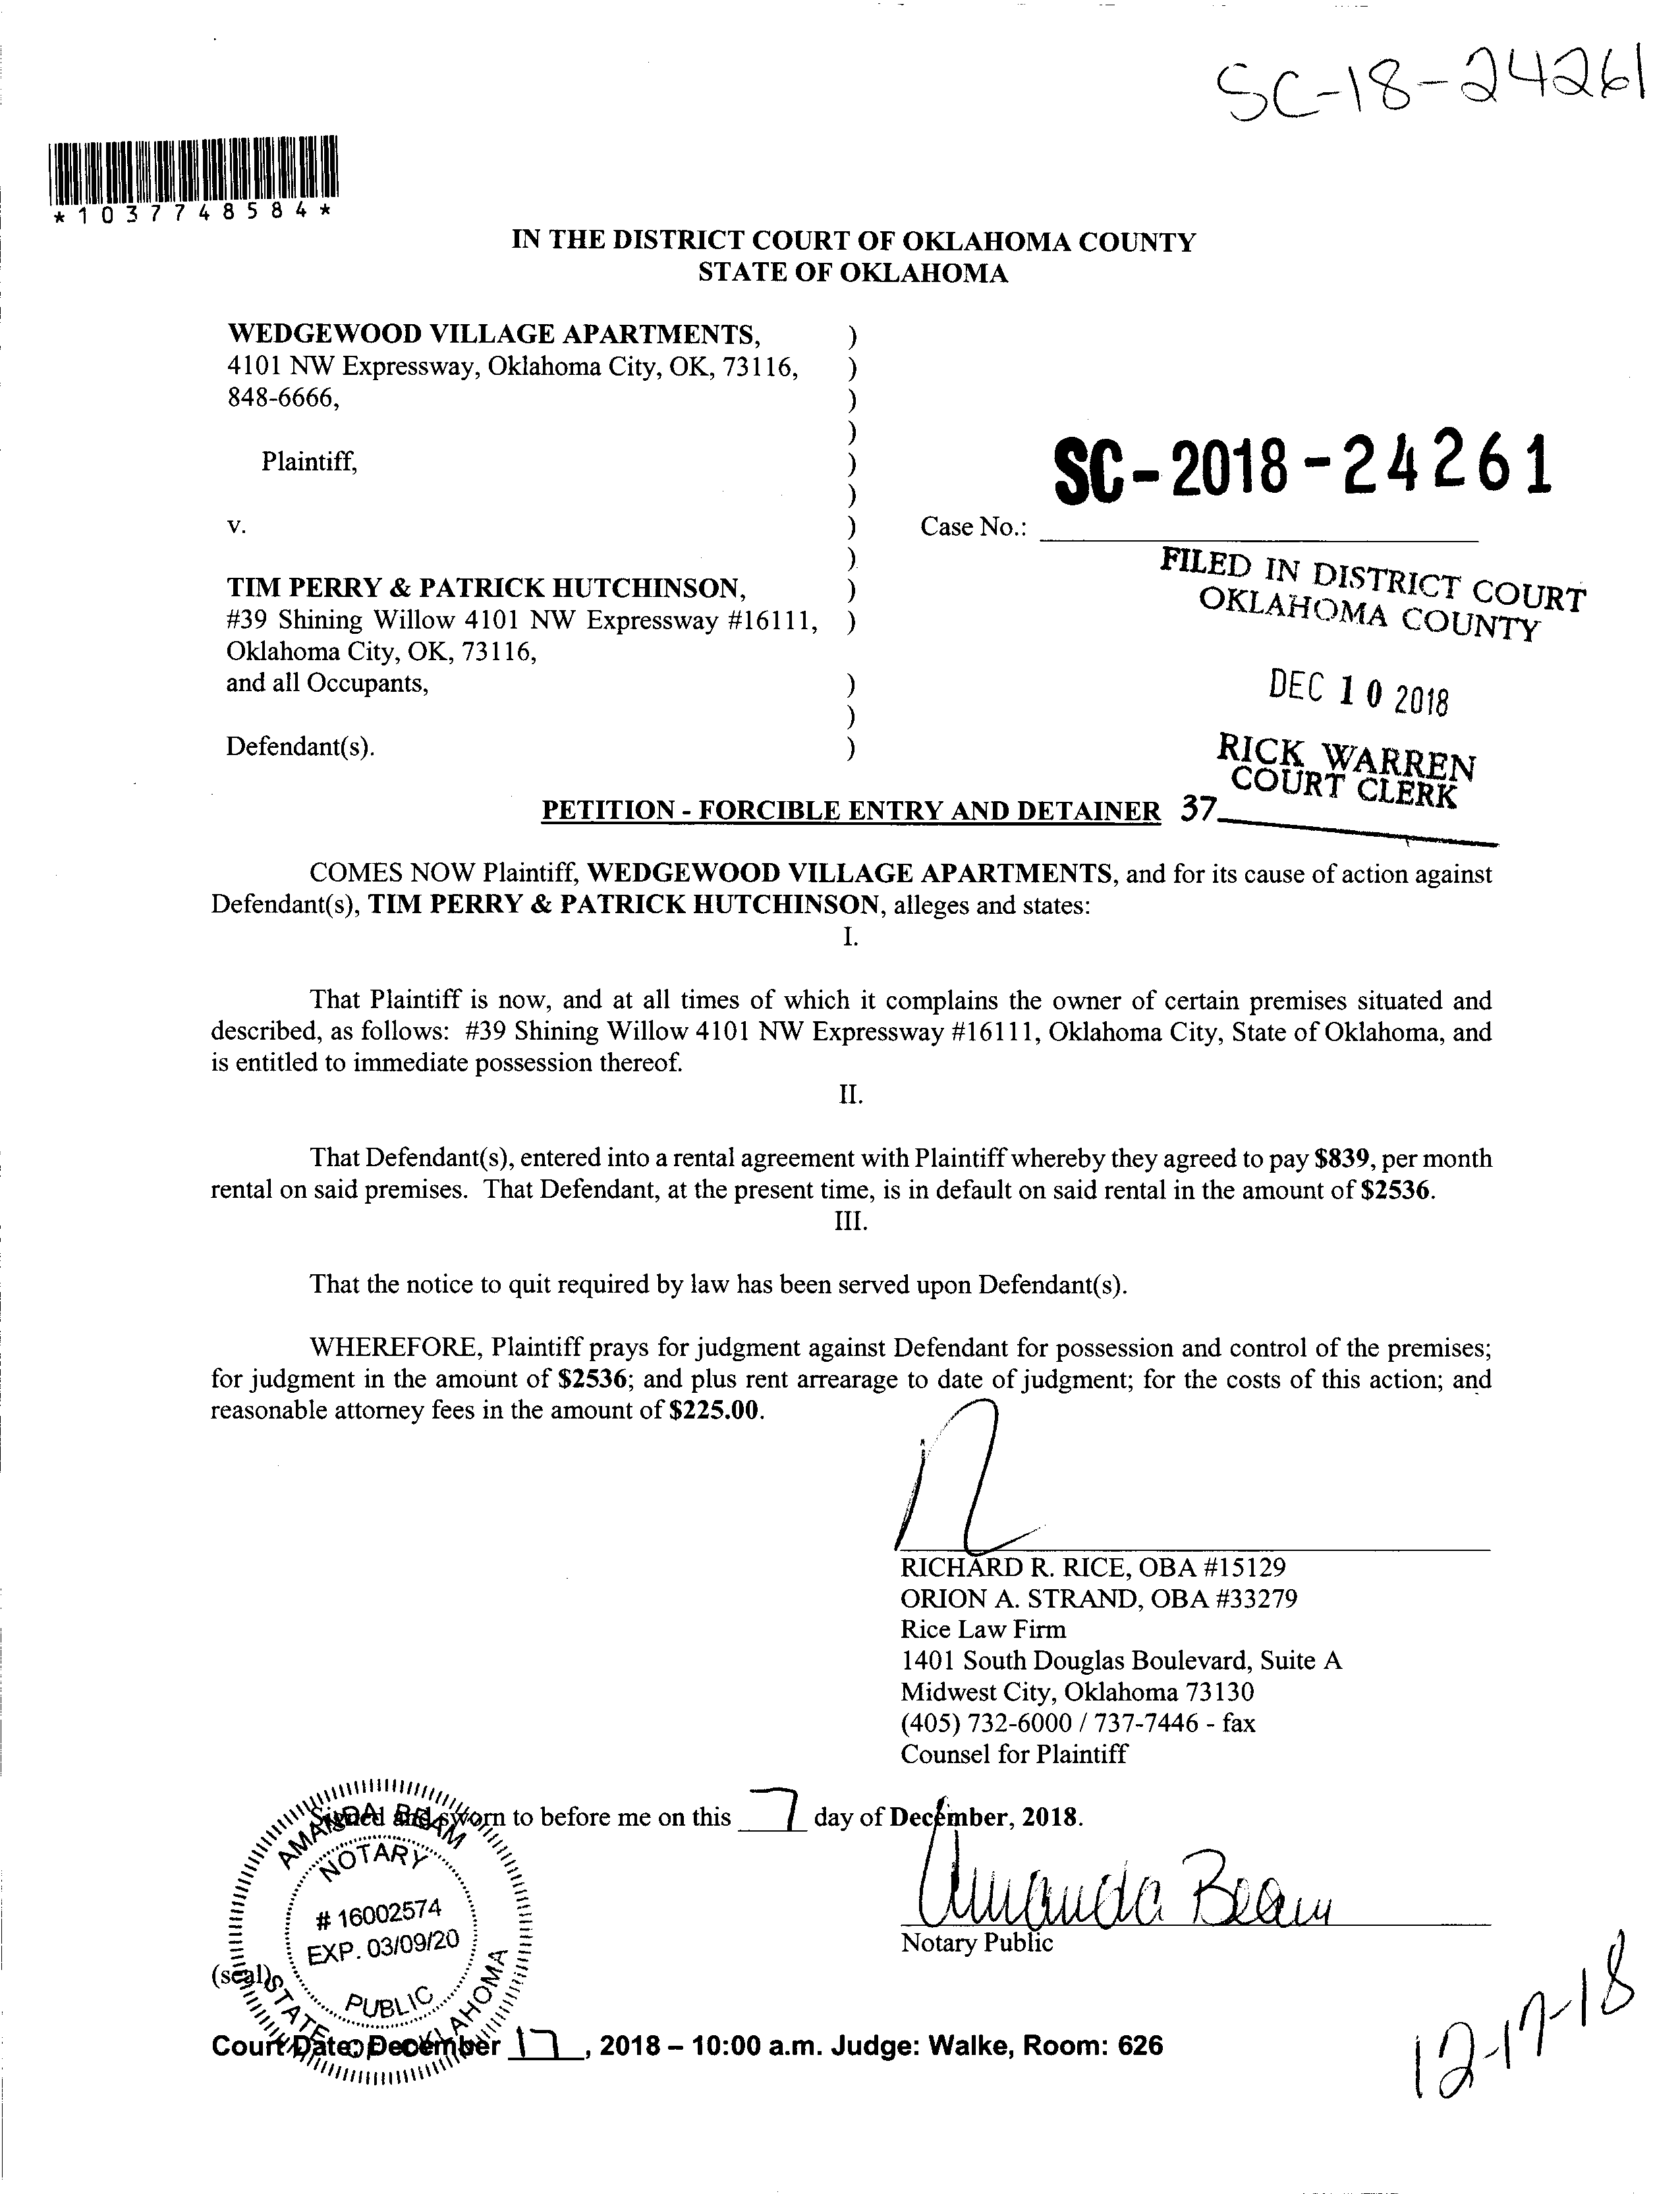 SC-18-24261
*1037748584*
IN THE DISTRICT COURT OF OKLAHOMA COUNTY
STATE OF OKLAHOMA
WEDGEWOOD VILLAGE APARTMENTS, )
4101 NW Expressway, Oklahoma City, OK, 73116, )
848-6666, )
)
Plaintiff, )
SC-2018-24261
)
v. ) Case No.:
)
FILED IN DISTRICT COURT
OKLAHOMA COUNTY
TIM PERRY & PATRICK HUTCHINSON, )
#39 Shining Willow 4101 NW Expressway #16111, )
Oklahoma City, OK, 73116,
and all Occupants, )
DEC 10 2018
)
Defendant(s). )
RICK WARREN
COURT CLERK
PETITION - FORCIBLE ENTRY AND DETAINER 37
COMES NOW Plaintiff, WEDGEWOOD VILLAGE APARTMENTS, and for its cause of action against
Defendant(s), TIM PERRY & PATRICK HUTCHINSON, alleges and states:
I.
That Plaintiff is now, and at all times of which it complains the owner of certain premises situated and
described, as follows: #39 Shining Willow 4101 NW Expressway #16111, Oklahoma City, State of Oklahoma, and
is entitled to immediate possession thereof.
II.
That Defendant(s), entered into a rental agreement with Plaintiff whereby they agreed to pay $839, per month
rental on said premises. That Defendant, at the present time, is in default on said rental in the amount of $2536.
III.
That the notice to quit required by law has been served upon Defendant(s).
WHEREFORE, Plaintiff prays for judgment against Defendant for possession and control of the premises;
for judgment in the amount of $2536; and plus rent arrearage to date of judgment; for the costs of this action; and
reasonable attorney fees in the amount of $225.00.
RICHARD R. RICE, OBA #15129
ORION A. STRAND, OBA #33279
Rice Law Firm
1401 South Douglas Boulevard, Suite A
Midwest City, Oklahoma 73130
(405) 732-6000 / 737-7446 - fax
Counsel for Plaintiff
Signed and sworn to before me on this 7 day of December, 2018.
AMANDA BEAM
NOTARY
# 16002574
EXP. 03/09/20
PUBLIC
STATE OF OKLAHOMA
Amanda Beam
Notary Public
(seal)
Court Date: December 17, 2018 – 10:00 a.m. Judge: Walke, Room: 626
12-17-18